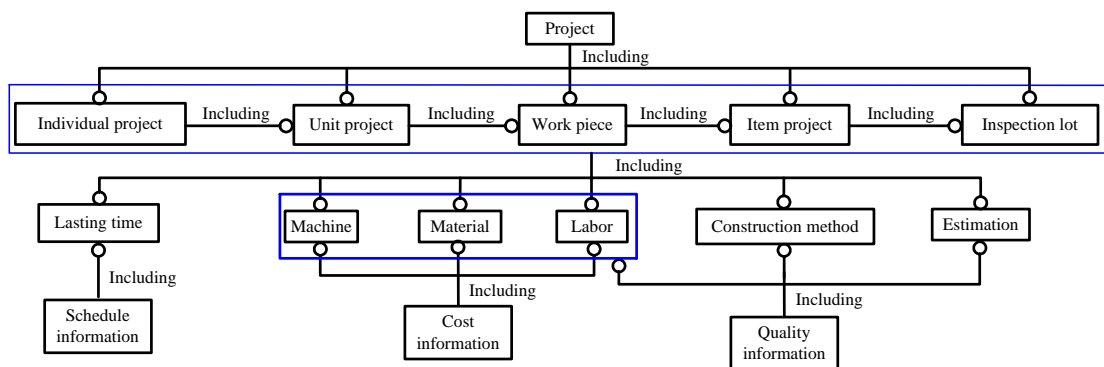 Project
Including
Individual project
Including
Unit project
Including
Work piece
Including
Item project
Including
Inspection lot
Including
Lasting time
Machine
Material
Labor
Construction method
Estimation
Including
Including
Including
Schedule
information
Cost
information
Quality
information